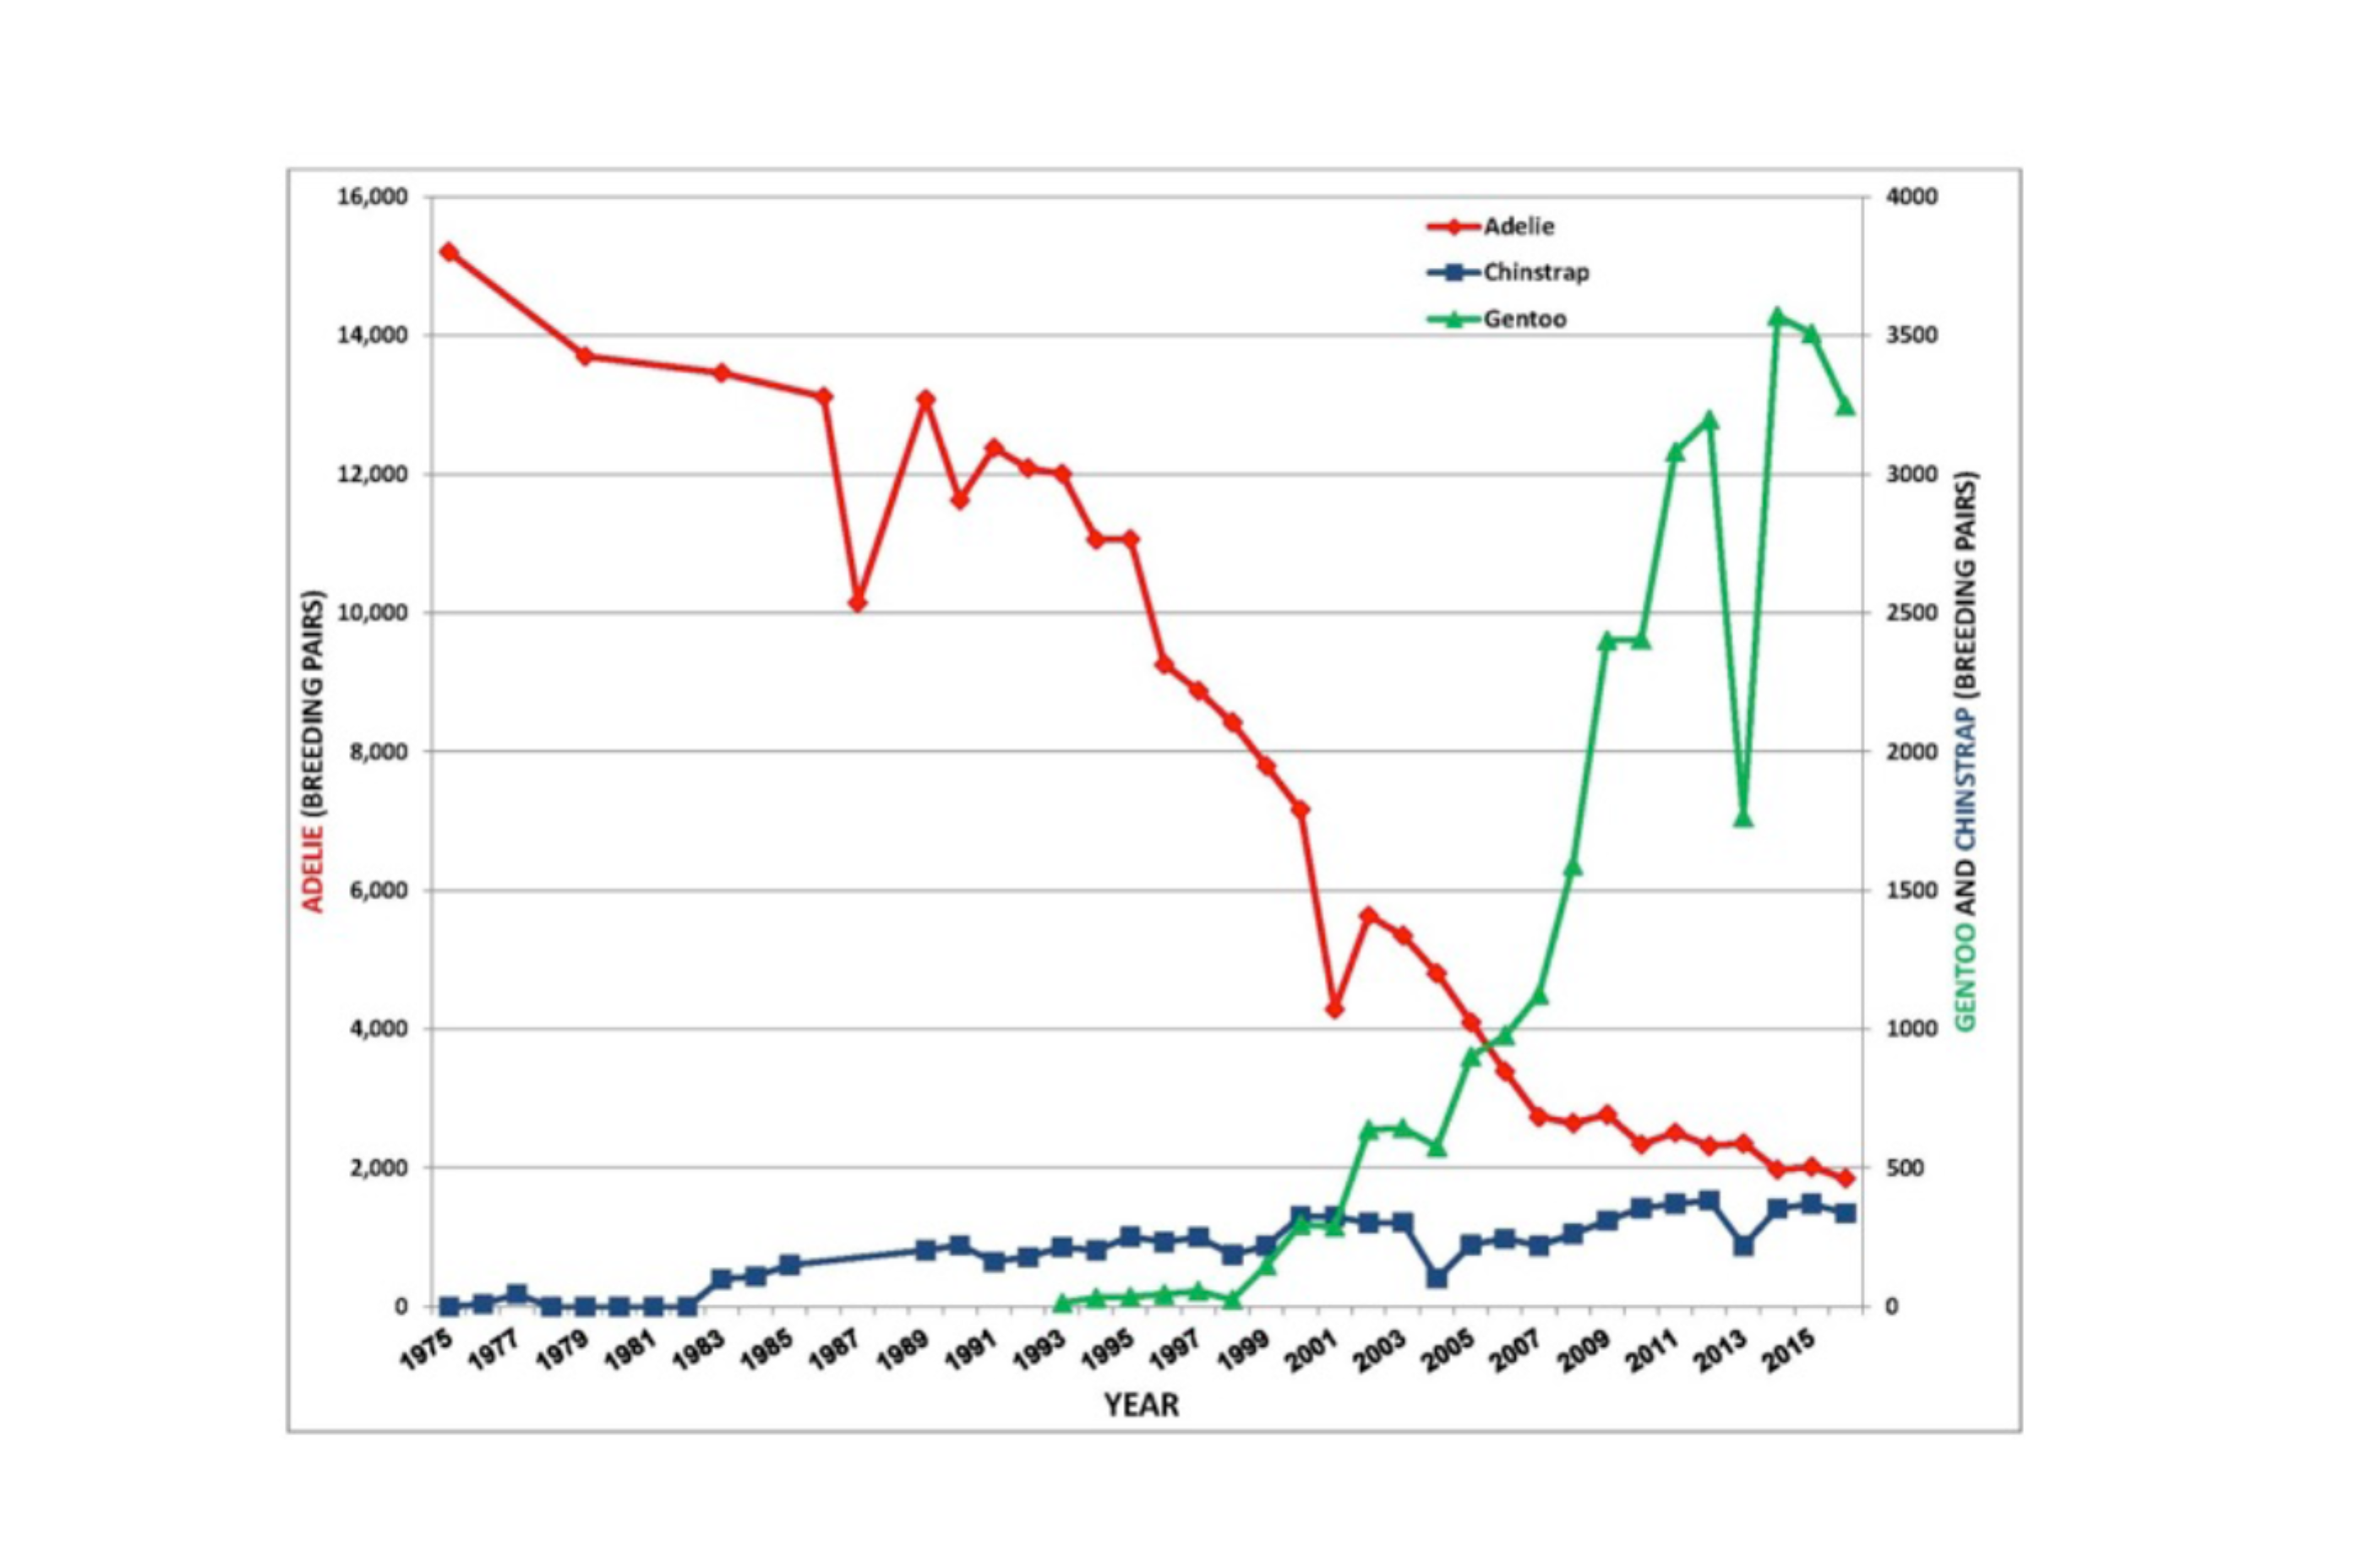 16,000
14,000
12,000
10,000
8,000
6,000
4,000
2,000
0
ADELIE (BREEDING PAIRS)
Adelie
Chinstrap
Gentoo
4000
3500
3000
2500
2000
1500
1000
500
0
GENTOO AND CHINSTRAP (BREEDING PAIRS)
1975 1977 1979 1981 1983 1985 1987 1989 1991 1993 1995 1997 1999 2001 2003 2005 2007 2009 2011 2013 2015
YEAR